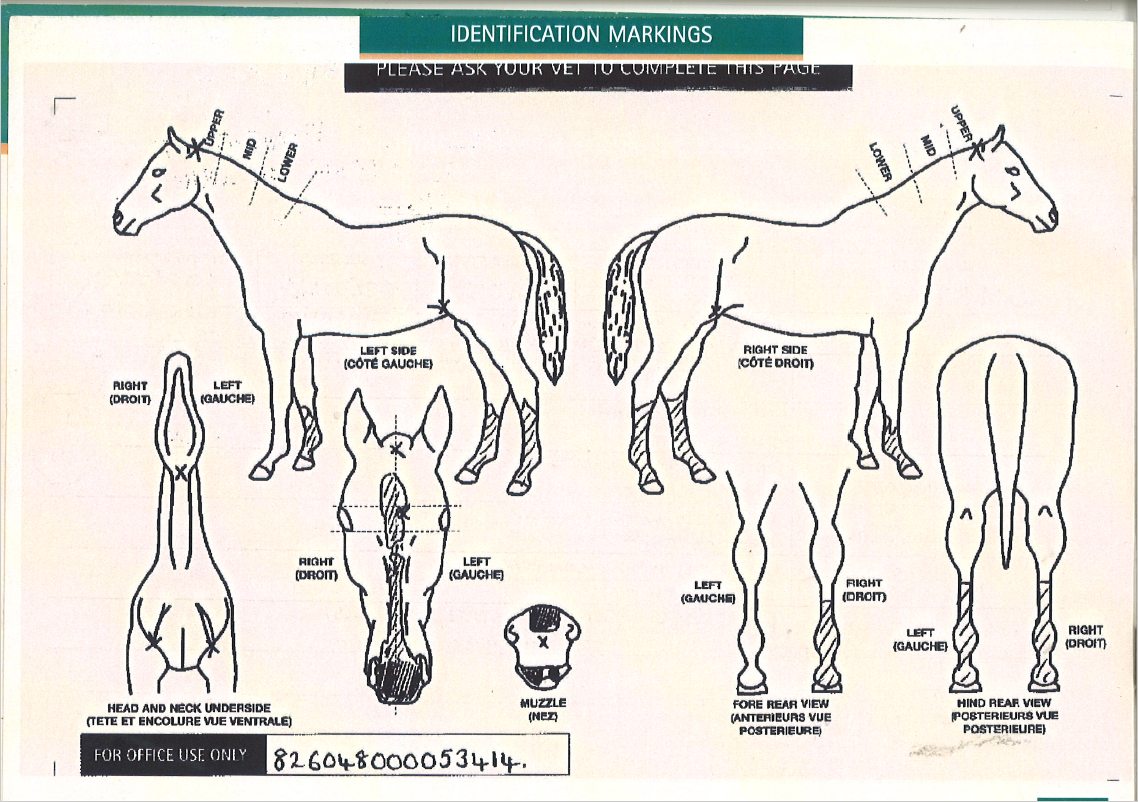 IDENTIFICATION MARKINGS
PLEASE ASK YOUR VET TO COMPLETE THIS PAGE
UPPER
MID
LOWER
LOWER
MID
UPPER
LEFT SIDE
(CÔTÉ GAUCHE)
RIGHT SIDE
(CÔTÉ DROIT)
RIGHT
(DROIT)
LEFT
(GAUCHE)
RIGHT
(DROIT)
LEFT
(GAUCHE)
LEFT
(GAUCHE)
RIGHT
(DROIT)
LEFT
(GAUCHE)
RIGHT
(DROIT)
HEAD AND NECK UNDERSIDE
(TETE ET ENCOLURE VUE VENTRALE)
MUZZLE
(NEZ)
FORE REAR VIEW
(ANTERIEURS VUE
POSTERIEURE)
HIND REAR VIEW
(POSTERIEURS VUE
POSTERIEURE)
FOR OFFICE USE ONLY
826048000053414.